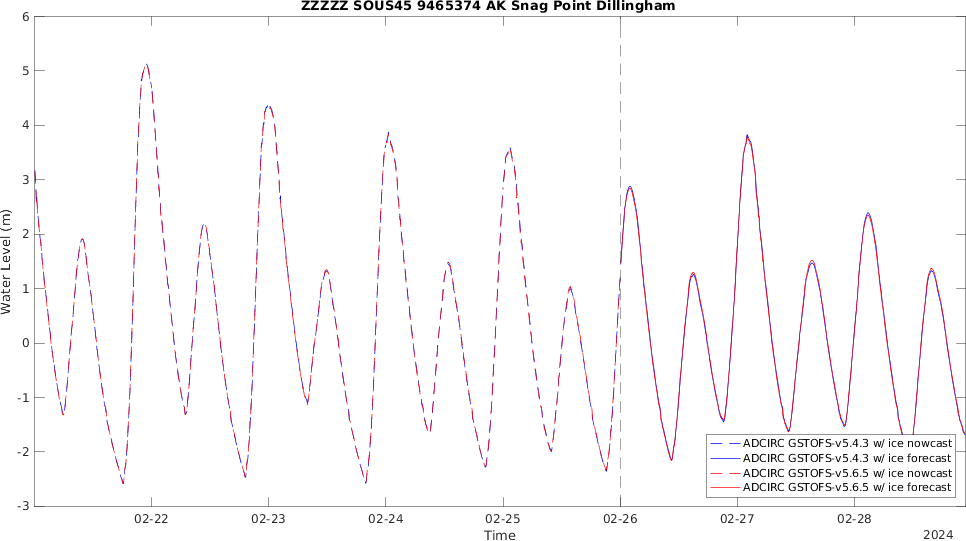 ZZZZZ SOUS45 9465374 AK Snag Point Dillingham
6
5
4
3
2
1
0
-1
-2
-3
Water Level (m)
02-22 02-23 02-24 02-25 02-26 02-27 02-28
Time
2024
ADCIRC GSTOFS-v5.4.3 w/ ice nowcast
ADCIRC GSTOFS-v5.4.3 w/ ice forecast
ADCIRC GSTOFS-v5.6.5 w/ ice nowcast
ADCIRC GSTOFS-v5.6.5 w/ ice forecast